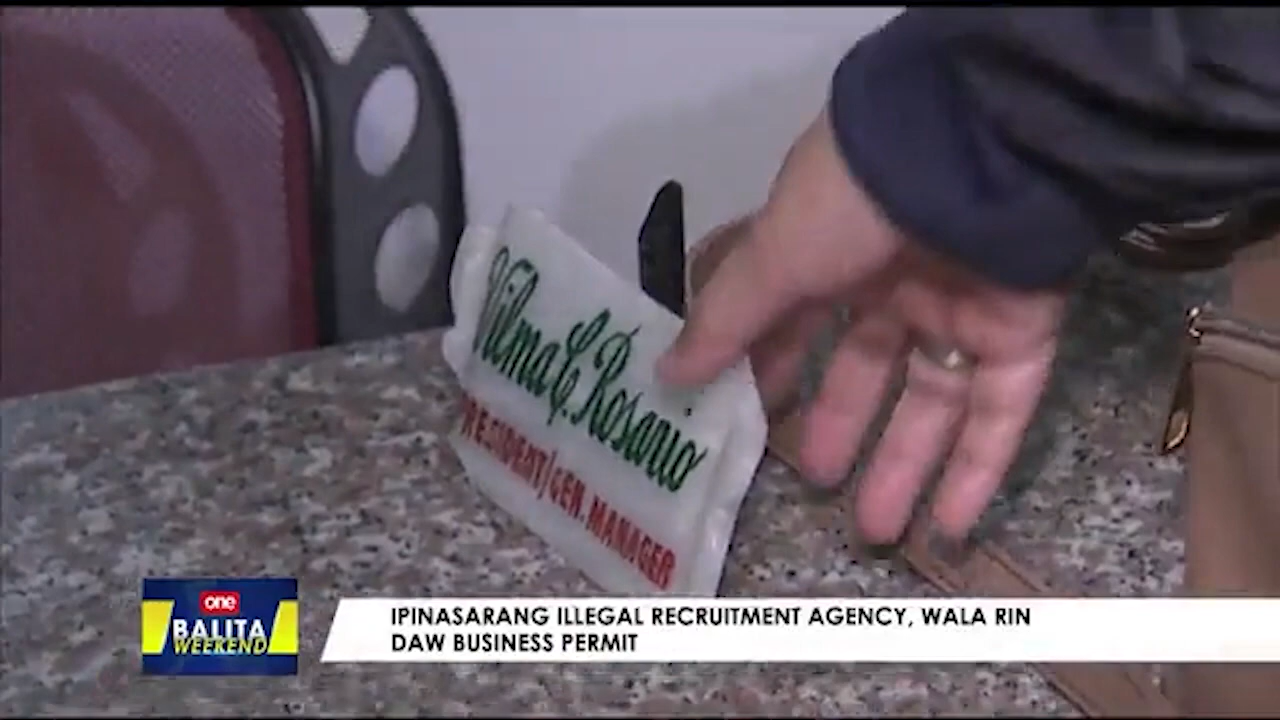 Vilma C. Rosario
PRESIDENT/GEN. MANAGER
one
BALITA
WEEKEND
IPINASARANG ILLEGAL RECRUITMENT AGENCY, WALA RIN
DAW BUSINESS PERMIT